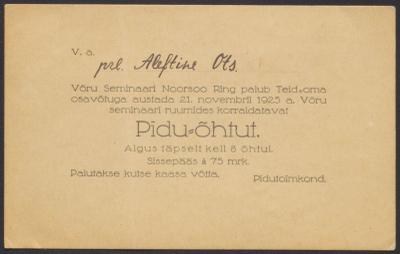 V. a.
prl. Aleftine Ots.
Võru Seminaari Noorsoo Ring palub Teid oma
osavõtuga austada 21. novembril 1925 a. Võru
seminaari ruumides korraldatavat
Pidu-õhtut.
Algus täpselt kell 8 õhtul.
Sissepääs à 75 mrk.
Palutakse kutse kaasa võtta. Pidutoimkond.